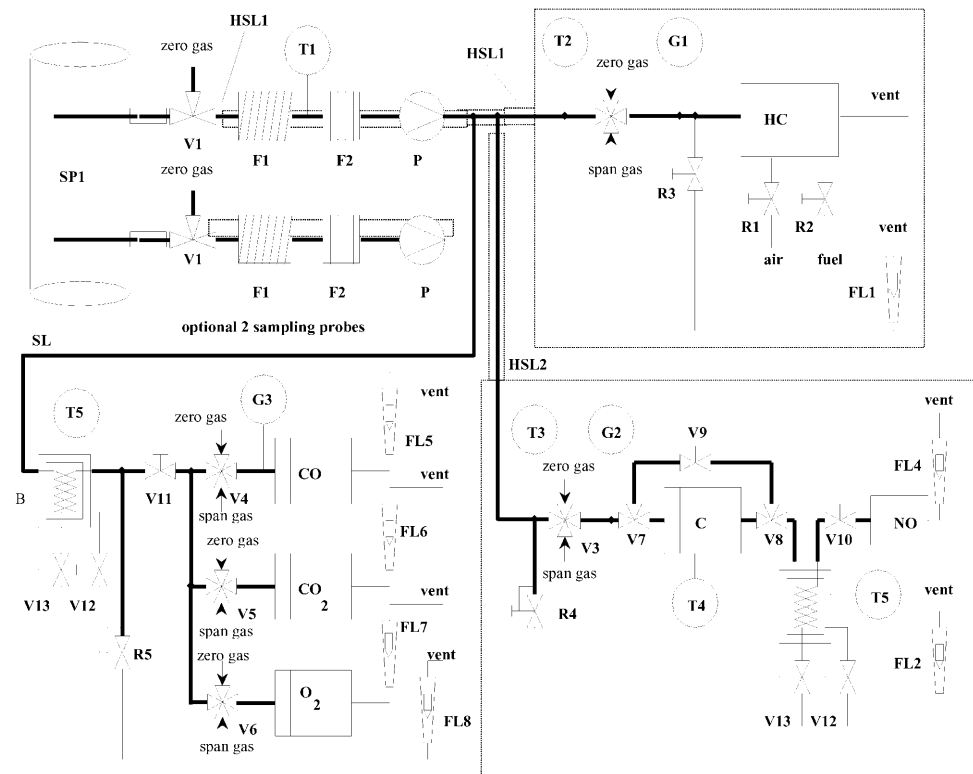 HSL1
zero gas
T1
V1
F1
F2
P
SP1
zero gas
V1
F1
F2
P
optional 2 sampling probes
HSL1
T2
G1
zero gas
span gas
HC
vent
R3
R1
R2
air
fuel
vent
FL1
SL
HSL2
T5
B
V13
V12
R5
V11
zero gas
V4
span gas
G3
CO
vent
FL5
vent
zero gas
V5
span gas
CO
2
FL6
vent
zero gas
V6
span gas
O
2
FL7
vent
FL8
T3
G2
zero gas
V3
span gas
R4
V7
V9
C
T4
V8
V10
NO
vent
FL4
T5
vent
FL2
V13
V12